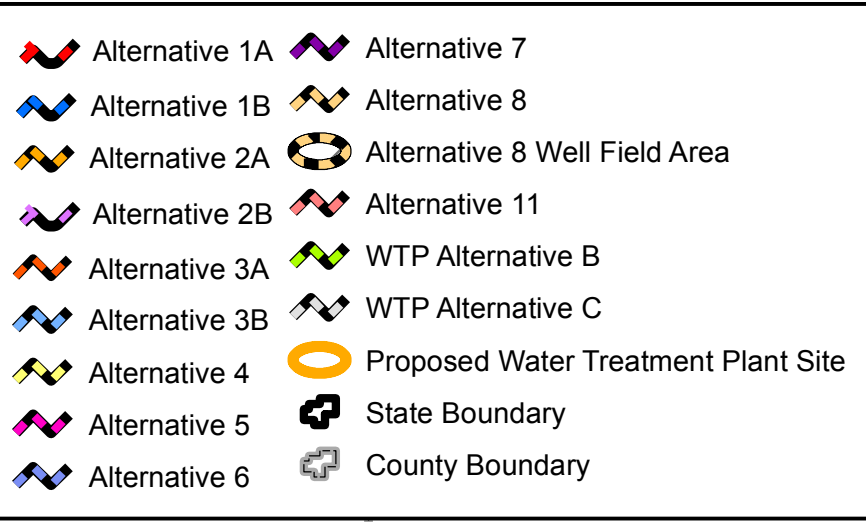 Alternative 1A
Alternative 1B
Alternative 2A
Alternative 2B
Alternative 3A
Alternative 3B
Alternative 4
Alternative 5
Alternative 6
Alternative 7
Alternative 8
Alternative 8 Well Field Area
Alternative 11
WTP Alternative B
WTP Alternative C
Proposed Water Treatment Plant Site
State Boundary
County Boundary